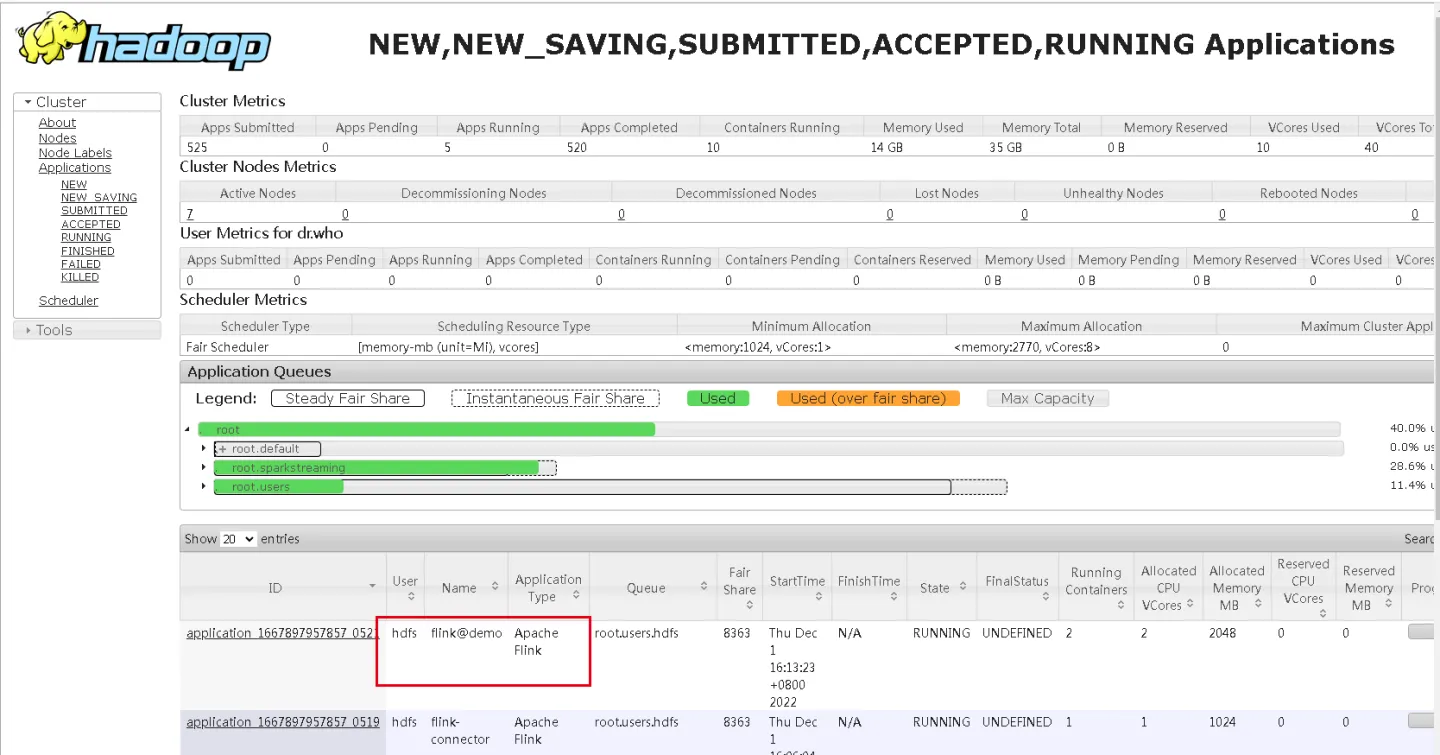 hadoop
NEW,NEW_SAVING,SUBMITTED,ACCEPTED,RUNNING Applications
Cluster
About
Nodes
Node Labels
Applications
NEW
NEW_SAVING
SUBMITTED
ACCEPTED
RUNNING
FINISHED
FAILED
KILLED
Scheduler
Tools
Cluster Metrics
Apps Submitted Apps Pending Apps Running Apps Completed Containers Running Memory Used Memory Total Memory Reserved VCores Used VCores To
525 0 5 520 10 14 GB 35 GB 0 B 10 40
Cluster Nodes Metrics
Active Nodes Decommissioning Nodes Decommissioned Nodes Lost Nodes Unhealthy Nodes Rebooted Nodes
7 0 0 0 0 0 0
User Metrics for dr.who
Apps Submitted Apps Pending Apps Running Apps Completed Containers Running Containers Pending Containers Reserved Memory Used Memory Pending Memory Reserved VCores Used VCores
0 0 0 0 0 0 0 0 B 0 B 0 B 0 0
Scheduler Metrics
Scheduler Type Scheduling Resource Type Minimum Allocation Maximum Allocation Maximum Cluster Appl
Fair Scheduler [memory-mb (unit=Mi), vcores] <memory:1024, vCores:1> <memory:2770, vCores:8> 0
Application Queues
Legend: Steady Fair Share Instantaneous Fair Share Used Used (over fair share) Max Capacity
root 40.0% u
+ root.default 0.0% us
root.sparkstreaming 28.6% u
root.users 11.4% u
Show 20 entries Searc
ID User Name Application Type Queue Fair Share StartTime FinishTime State FinalStatus Running Containers Allocated CPU VCores Allocated Memory MB Reserved CPU VCores Reserved Memory MB Prog
application_1667897957857_0521 hdfs flink@demo Apache root.users.hdfs 8363 Thu Dec N/A RUNNING UNDEFINED 2 2 2048 0 0
Flink 1
16:13:23
+0800
2022
application_1667897957857_0519 hdfs flink- Apache root.users.hdfs 8363 Thu Dec N/A RUNNING UNDEFINED 1 1 1024 0 0
connector Flink 1